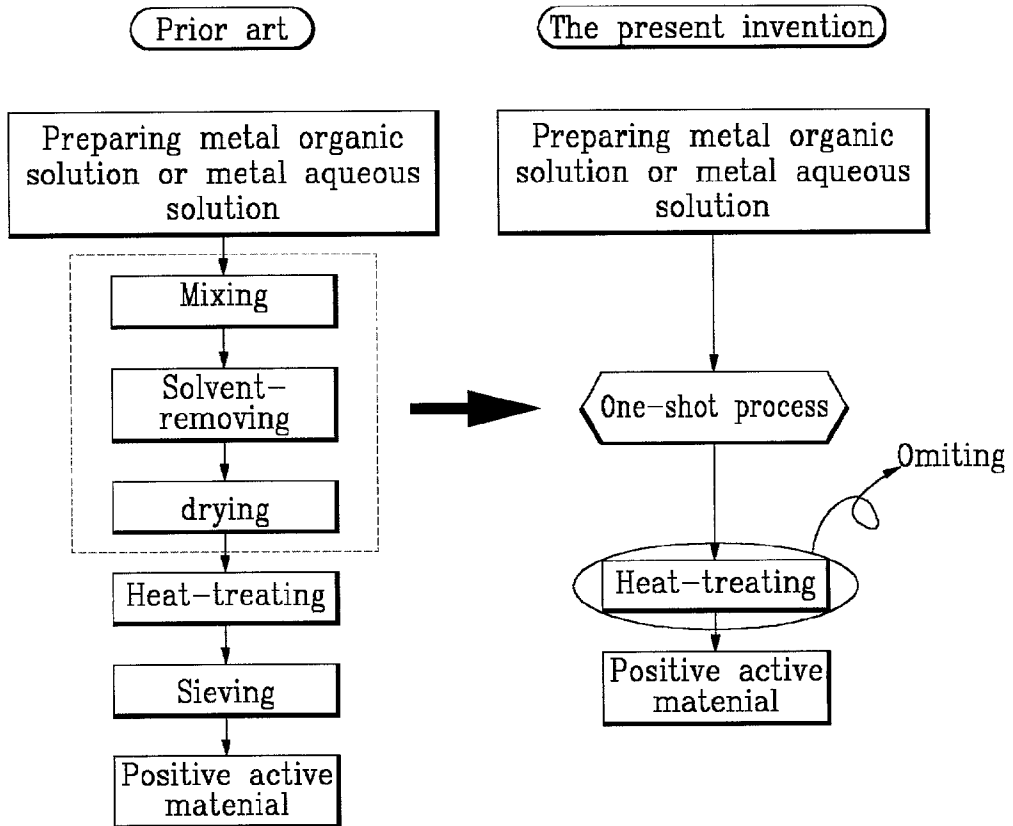 Prior art
Preparing metal organic
solution or metal aqueous
solution
Mixing
Solvent-
removing
drying
Heat-treating
Sieving
Positive active
matenial
The present invention
Preparing metal organic
solution or metal aqueous
solution
One-shot process
Omiting
Heat-treating
Positive active
matenial